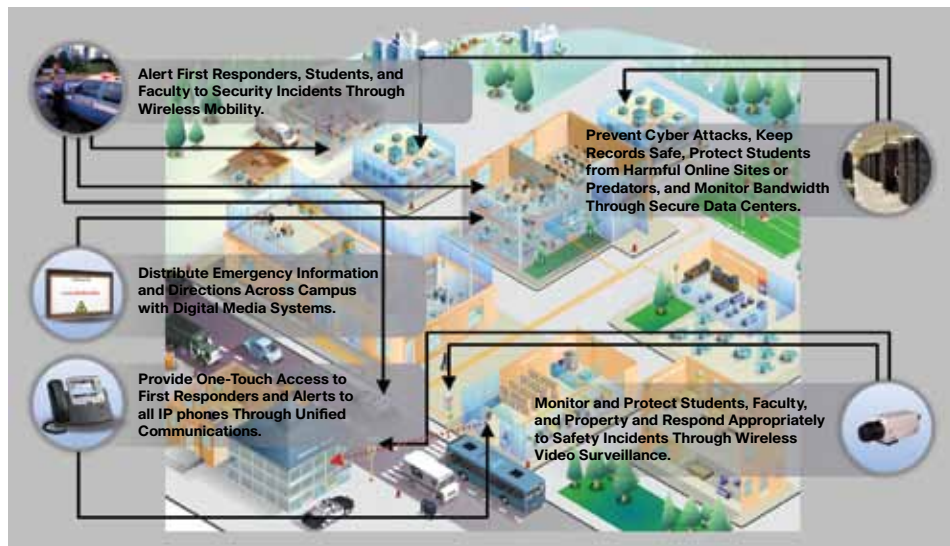 Alert First Responders, Students, and
Faculty to Security Incidents Through
Wireless Mobility.
Prevent Cyber Attacks, Keep
Records Safe, Protect Students
from Harmful Online Sites or
Predators, and Monitor Bandwidth
Through Secure Data Centers.
Distribute Emergency Information
and Directions Across Campus
with Digital Media Systems.
Provide One-Touch Access to
First Responders and Alerts to
all IP phones Through Unified
Communications.
Monitor and Protect Students, Faculty,
and Property and Respond Appropriately
to Safety Incidents Through Wireless
Video Surveillance.